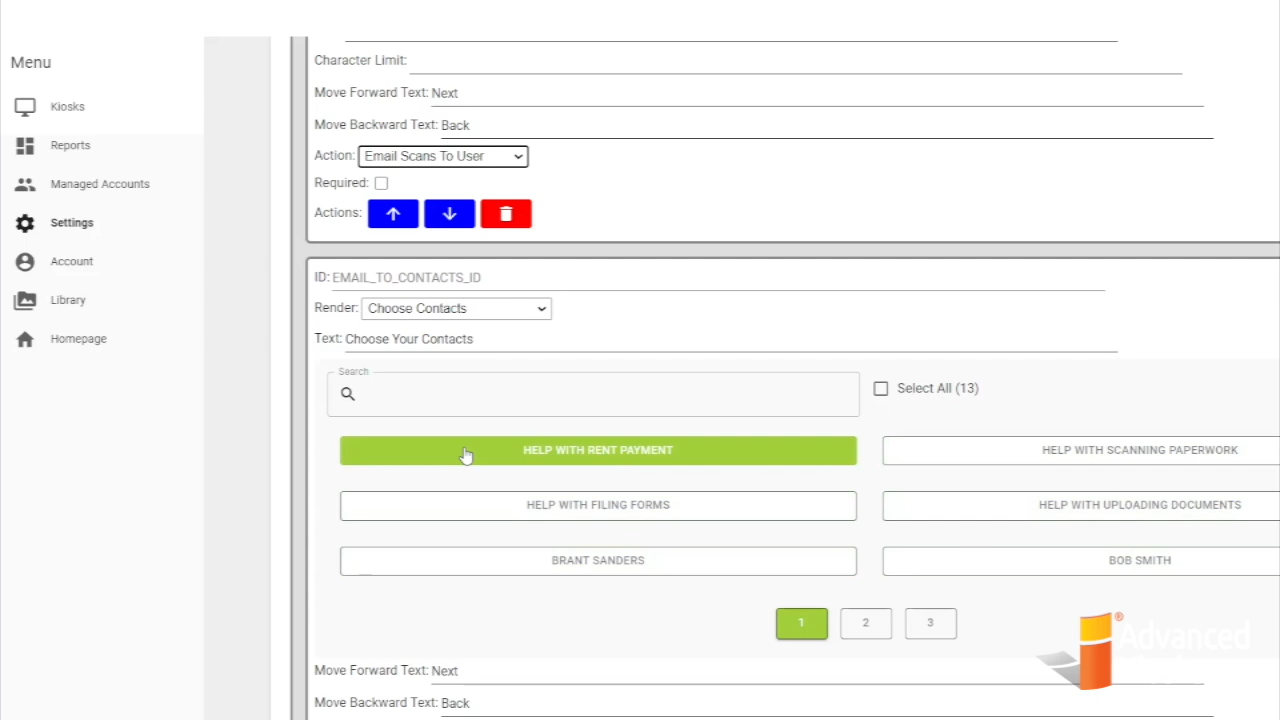 Menu
Kiosks
Reports
Managed Accounts
Settings
Account
Library
Homepage
Character Limit:
Move Forward Text: Next
Move Backward Text: Back
Action: Email Scans To User
Required:
Actions:
ID: EMAIL_TO_CONTACTS_ID
Render: Choose Contacts
Text: Choose Your Contacts
Search
Select All (13)
HELP WITH RENT PAYMENT
HELP WITH SCANNING PAPERWORK
HELP WITH FILING FORMS
HELP WITH UPLOADING DOCUMENTS
BRANT SANDERS
BOB SMITH
1 2 3
Advanced
Move Forward Text: Next
Move Backward Text: Back